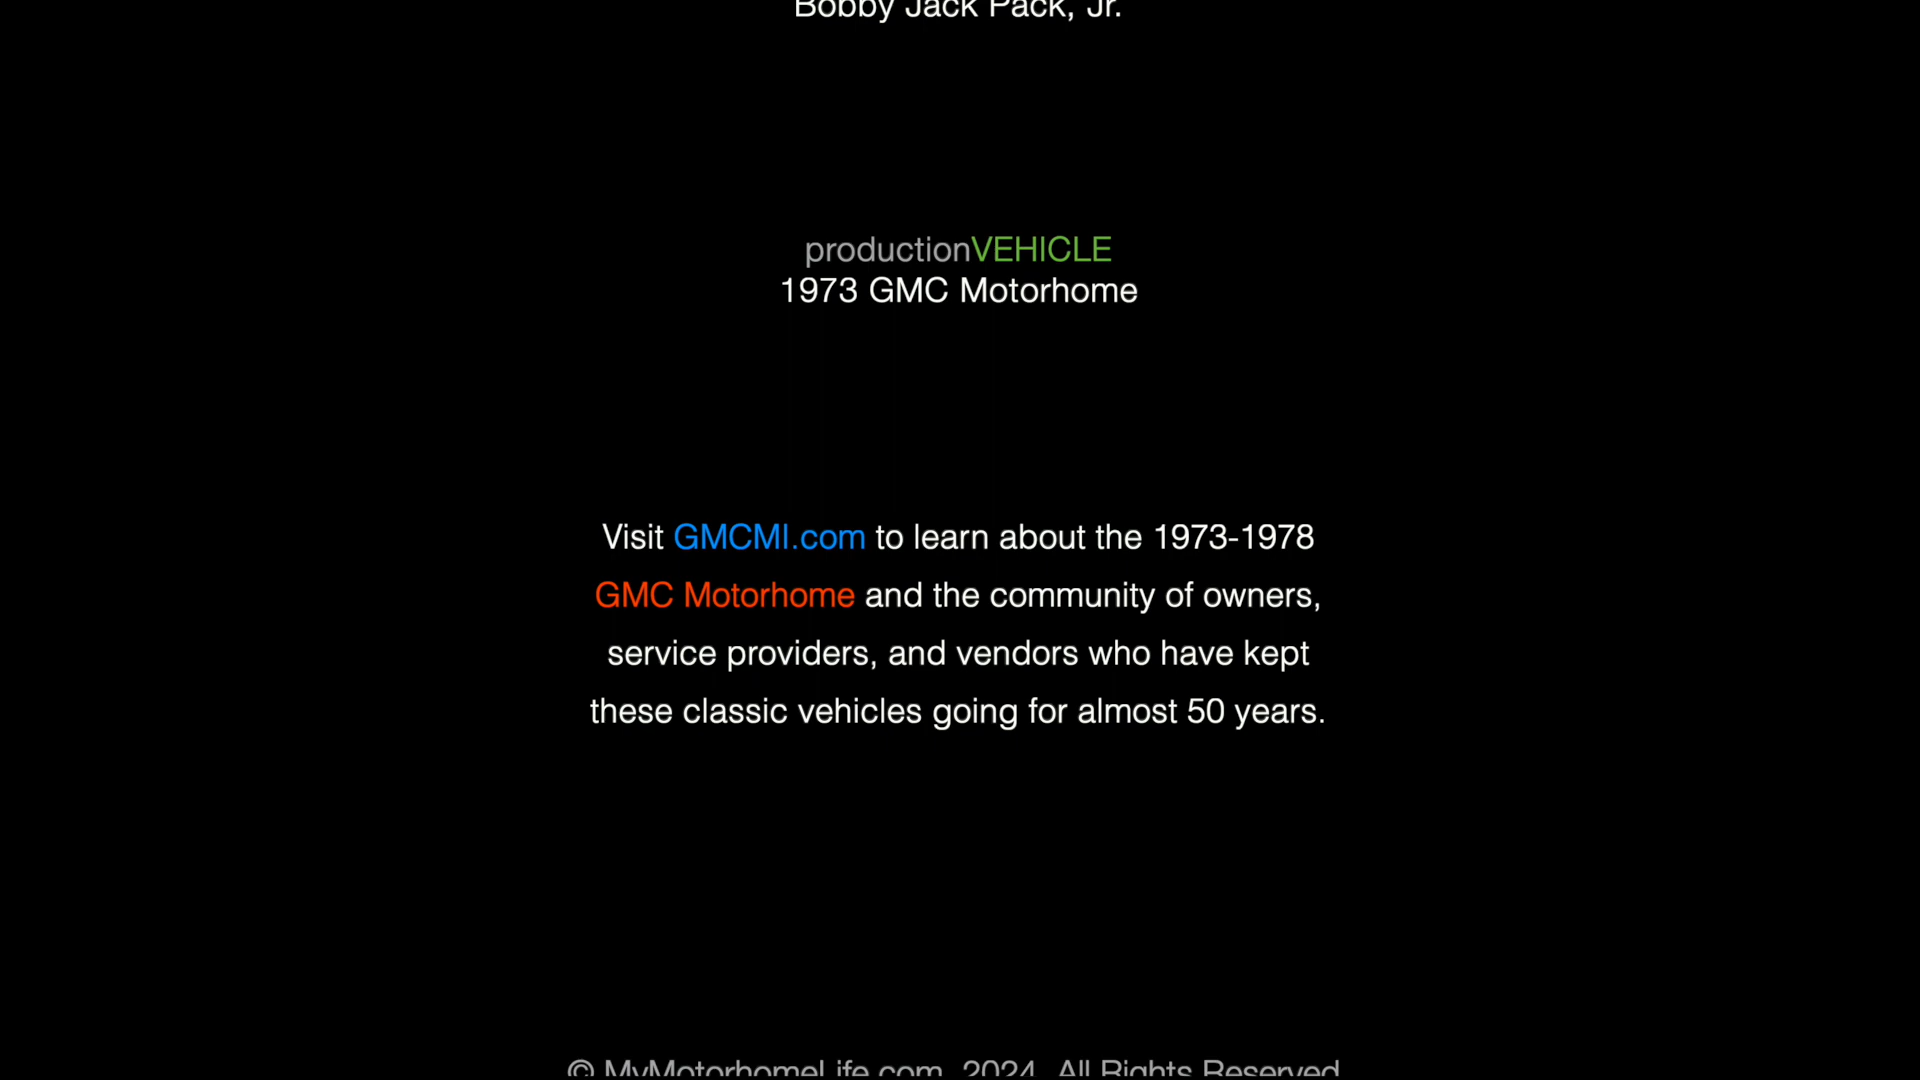 Bobby Jack Pack, Jr.
productionVEHICLE
1973 GMC Motorhome
Visit GMCMI.com to learn about the 1973-1978
GMC Motorhome and the community of owners,
service providers, and vendors who have kept
these classic vehicles going for almost 50 years.
© MyMotorhomeLife.com, 2024. All Rights Reserved